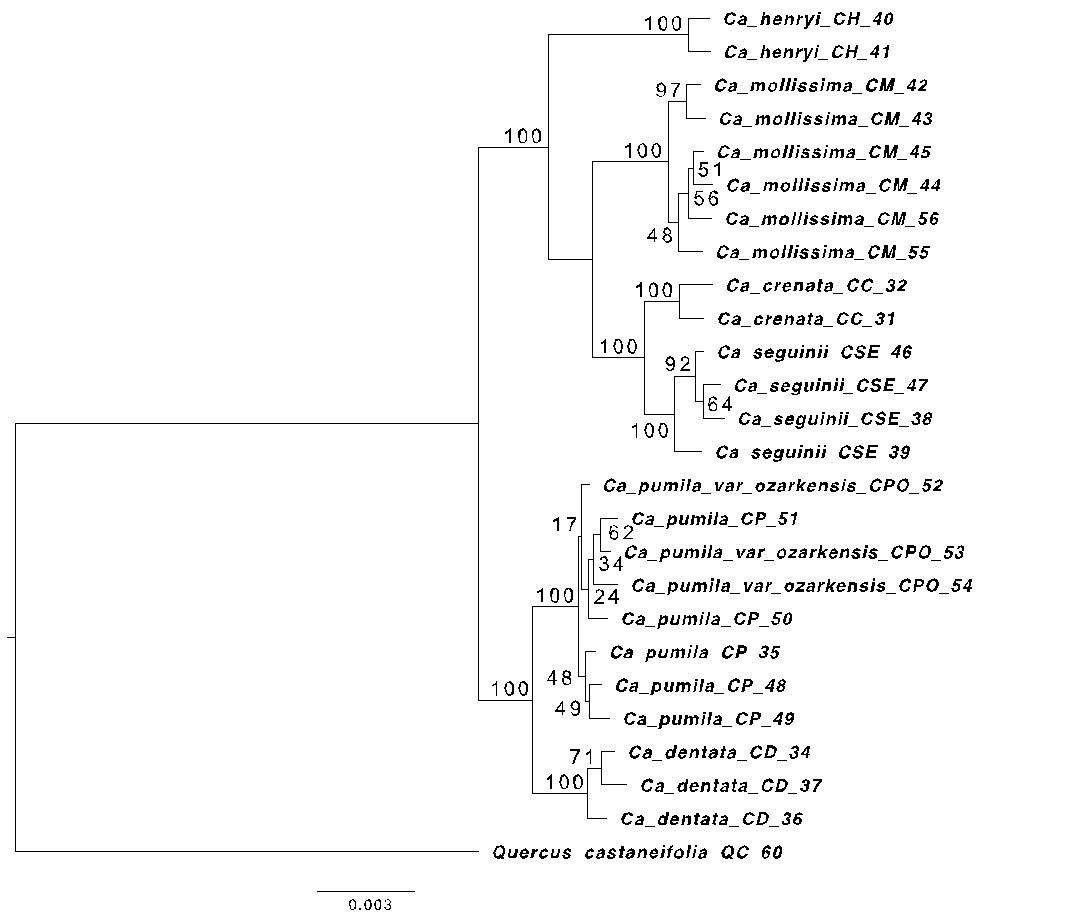 100 Ca_henryi_CH_40
Ca_henryi_CH_41
97 Ca_mollissima_CM_42
Ca_mollissima_CM_43
100
100 Ca_mollissima_CM_45
51
Ca_mollissima_CM_44
56
Ca_mollissima_CM_56
48
Ca_mollissima_CM_55
100 Ca_crenata_CC_32
Ca_crenata_CC_31
100
Ca seguinii CSE 46
92
Ca_seguinii_CSE_47
64
Ca_seguinii_CSE_38
100
Ca seguinii CSE 39
Ca_pumila_var_ozarkensis_CPO_52
17 Ca_pumila_CP_51
62
Ca_pumila_var_ozarkensis_CPO_53
34
Ca_pumila_var_ozarkensis_CPO_54
100 24
Ca_pumila_CP_50
Ca pumila CP 35
48
100 Ca_pumila_CP_48
49
Ca_pumila_CP_49
71 Ca_dentata_CD_34
100 Ca_dentata_CD_37
Ca_dentata_CD_36
Quercus castaneifolia QC 60
0.003